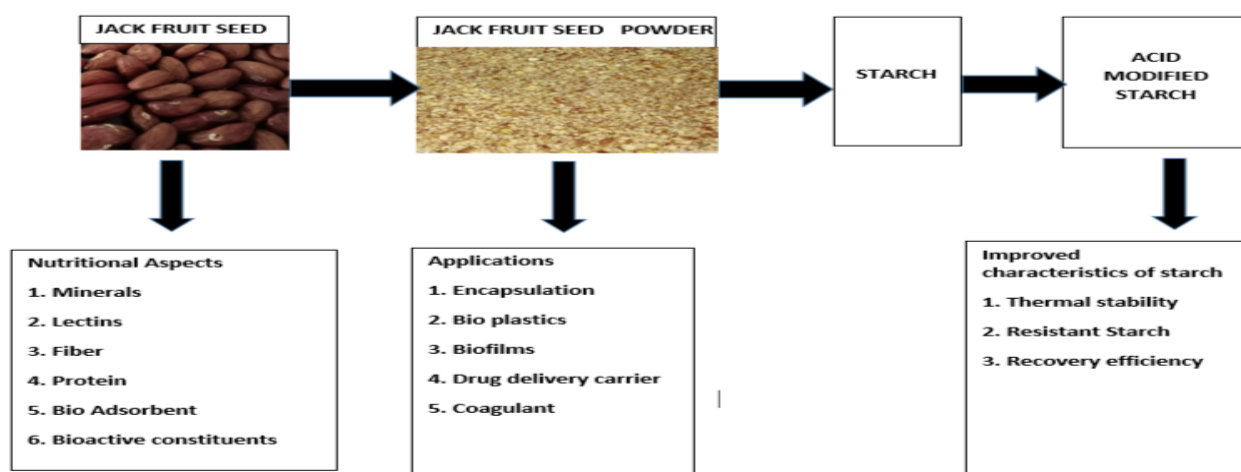 JACK FRUIT SEED
JACK FRUIT SEED POWDER
STARCH
ACID
MODIFIED
STARCH
Nutritional Aspects
1. Minerals
2. Lectins
3. Fiber
4. Protein
5. Bio Adsorbent
6. Bioactive constituents
Applications
1. Encapsulation
2. Bio plastics
3. Biofilms
4. Drug delivery carrier
5. Coagulant
Improved
characteristics of starch
1. Thermal stability
2. Resistant Starch
3. Recovery efficiency